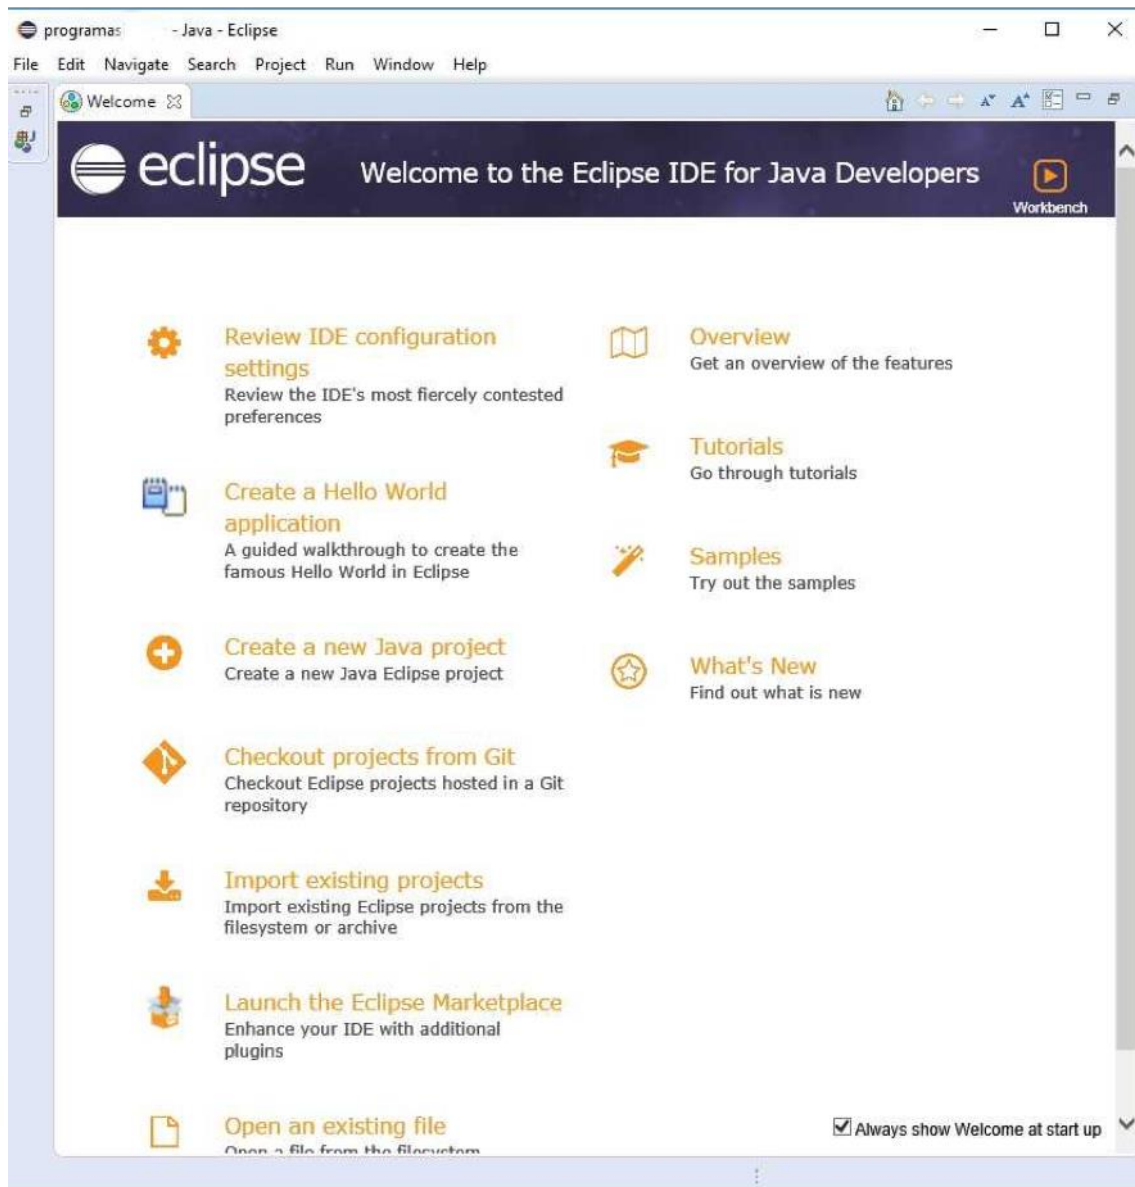 programas - Java - Eclipse
File Edit Navigate Search Project Run Window Help
Welcome
eclipse Welcome to the Eclipse IDE for Java Developers
Workbench
Review IDE configuration
settings
Review the IDE's most fiercely contested
preferences
Create a Hello World
application
A guided walkthrough to create the
famous Hello World in Eclipse
Create a new Java project
Create a new Java Eclipse project
Checkout projects from Git
Checkout Eclipse projects hosted in a Git
repository
Import existing projects
Import existing Eclipse projects from the
filesystem or archive
Launch the Eclipse Marketplace
Enhance your IDE with additional
plugins
Open an existing file
Open a file from the filesystem
Overview
Get an overview of the features
Tutorials
Go through tutorials
Samples
Try out the samples
What's New
Find out what is new
Always show Welcome at start up